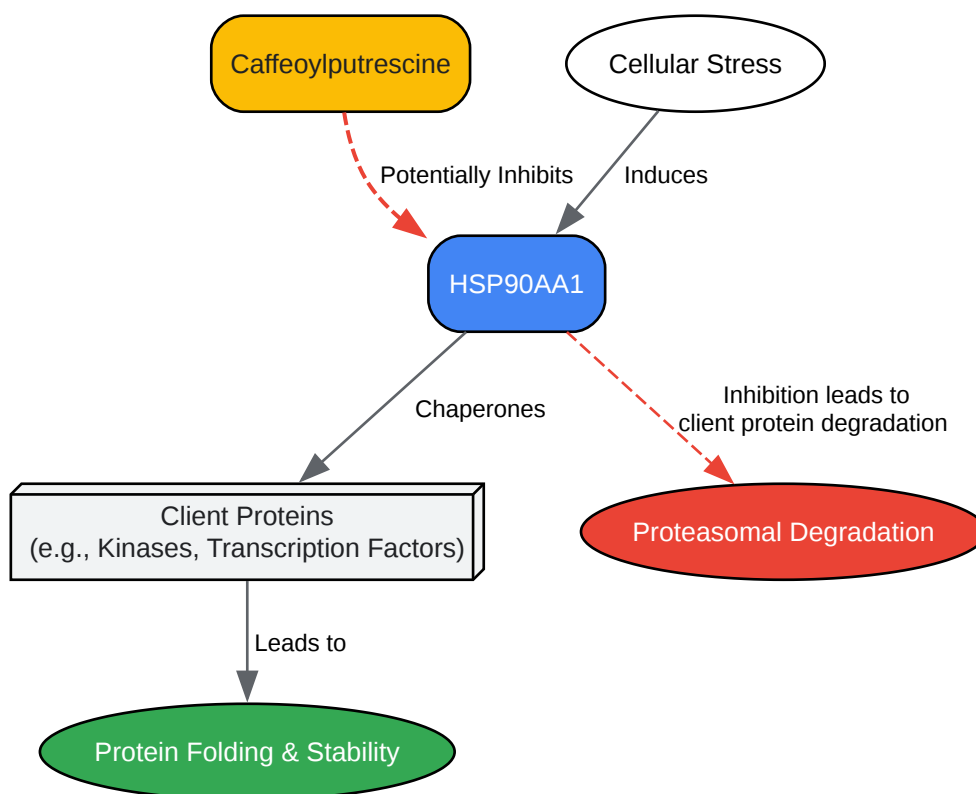 Caffeoylputrescine
Cellular Stress
Potentially Inhibits
Induces
HSP90AA1
Chaperones
Inhibition leads to
client protein degradation
Client Proteins
(e.g., Kinases, Transcription Factors)
Proteasomal Degradation
Leads to
Protein Folding & Stability